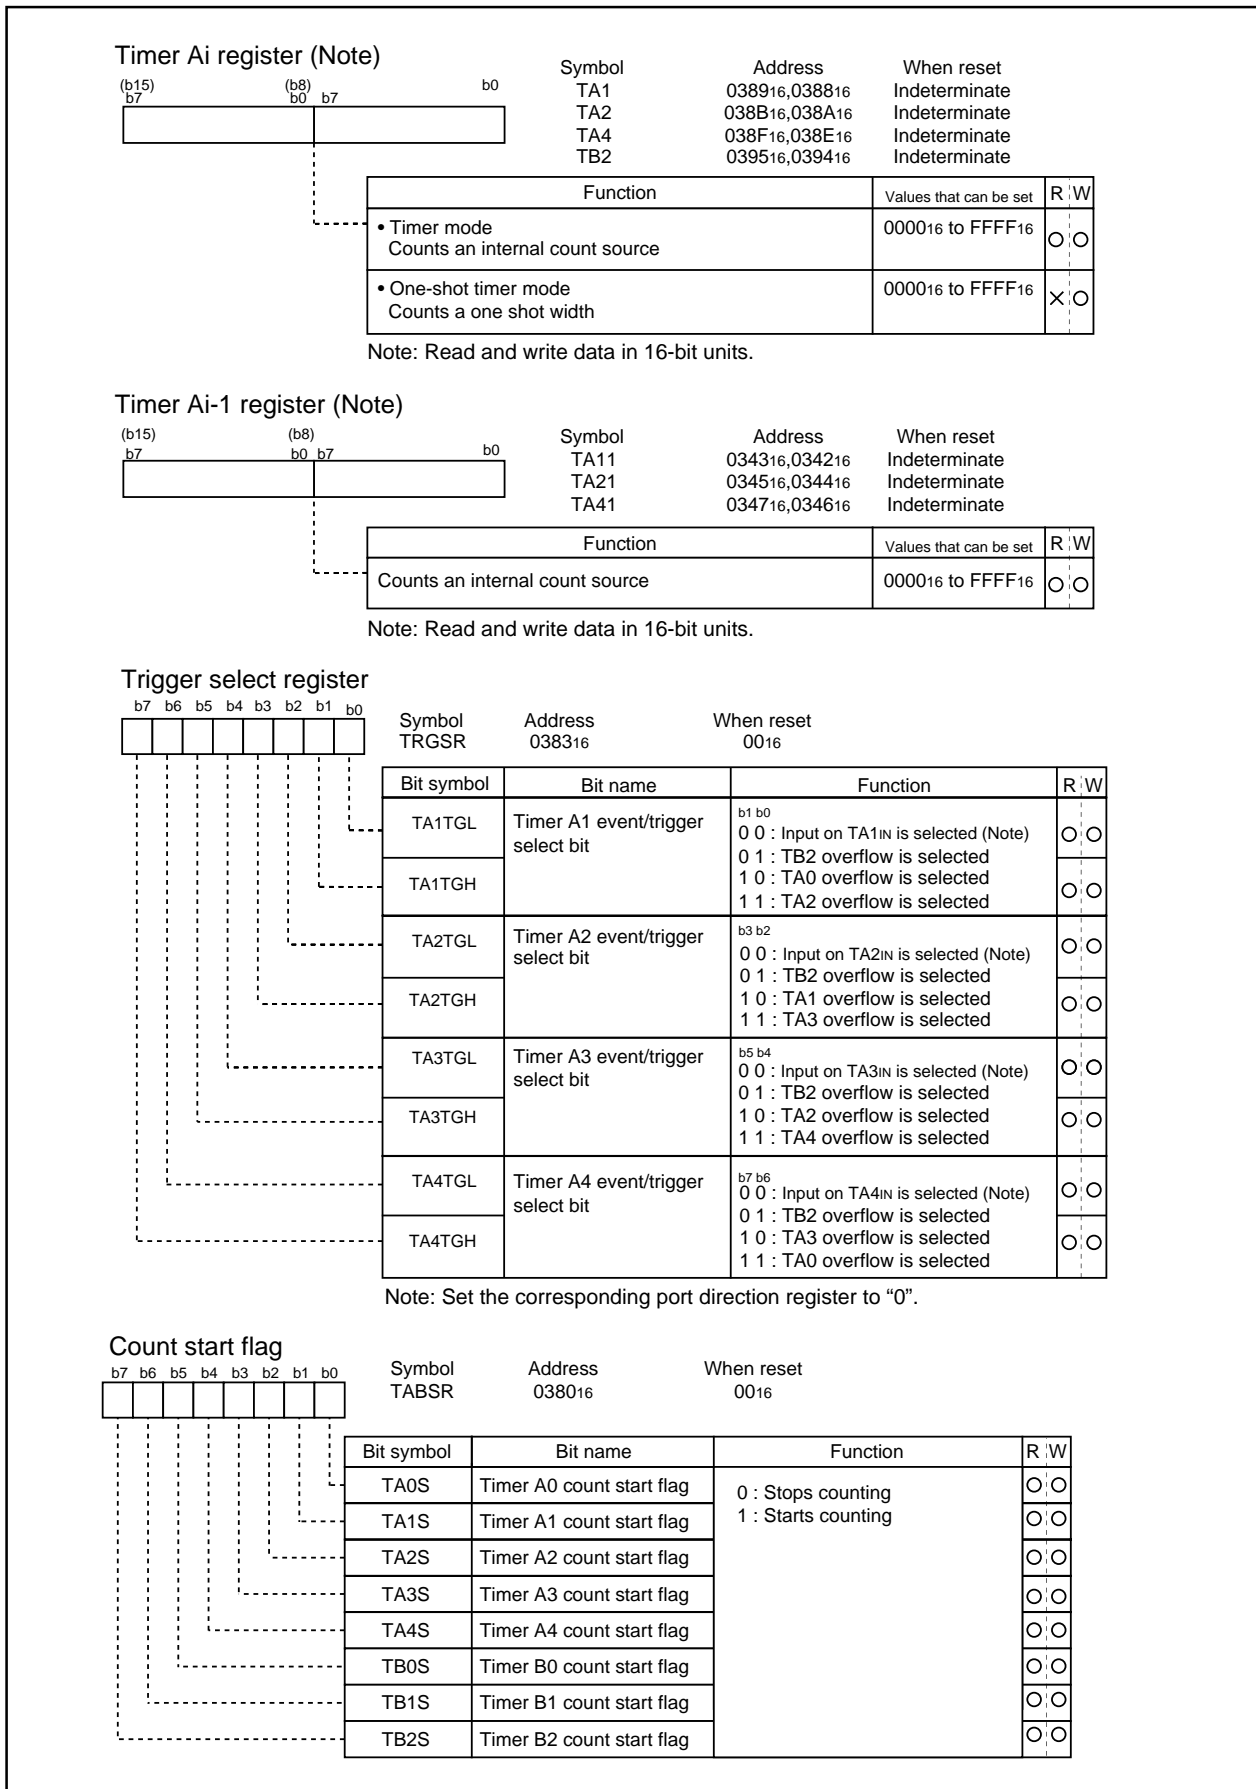 Timer Ai register (Note)
Symbol Address When reset
(b15) (b8)
b7 b0 b7 b0
TA1 038916,038816 Indeterminate
TA2 038B16,038A16 Indeterminate
TA4 038F16,038E16 Indeterminate
TB2 039516,039416 Indeterminate
Function Values that can be set R W
• Timer mode 000016 to FFFF16
Counts an internal count source
• One-shot timer mode 000016 to FFFF16
Counts a one shot width
Note: Read and write data in 16-bit units.
Timer Ai-1 register (Note)
(b15) (b8) Symbol Address When reset
b7 b0 b7 b0
TA11 034316,034216 Indeterminate
TA21 034516,034416 Indeterminate
TA41 034716,034616 Indeterminate
Function Values that can be set R W
Counts an internal count source 000016 to FFFF16
Note: Read and write data in 16-bit units.
Trigger select register
b7 b6 b5 b4 b3 b2 b1 b0
Symbol Address When reset
TRGSR 038316 0016
Bit symbol Bit name Function R W
TA1TGL Timer A1 event/trigger
select bit
b1 b0
0 0 : Input on TA1IN is selected (Note)
0 1 : TB2 overflow is selected
TA1TGH 1 0 : TA0 overflow is selected
1 1 : TA2 overflow is selected
TA2TGL Timer A2 event/trigger
select bit
b3 b2
0 0 : Input on TA2IN is selected (Note)
0 1 : TB2 overflow is selected
TA2TGH 1 0 : TA1 overflow is selected
1 1 : TA3 overflow is selected
TA3TGL Timer A3 event/trigger
select bit
b5 b4
0 0 : Input on TA3IN is selected (Note)
0 1 : TB2 overflow is selected
TA3TGH 1 0 : TA2 overflow is selected
1 1 : TA4 overflow is selected
TA4TGL Timer A4 event/trigger
select bit
b7 b6
0 0 : Input on TA4IN is selected (Note)
0 1 : TB2 overflow is selected
TA4TGH 1 0 : TA3 overflow is selected
1 1 : TA0 overflow is selected
Note: Set the corresponding port direction register to “0”.
Count start flag
b7 b6 b5 b4 b3 b2 b1 b0
Symbol Address When reset
TABSR 038016 0016
Bit symbol Bit name Function R W
TA0S Timer A0 count start flag 0 : Stops counting
TA1S Timer A1 count start flag 1 : Starts counting
TA2S Timer A2 count start flag
TA3S Timer A3 count start flag
TA4S Timer A4 count start flag
TB0S Timer B0 count start flag
TB1S Timer B1 count start flag
TB2S Timer B2 count start flag